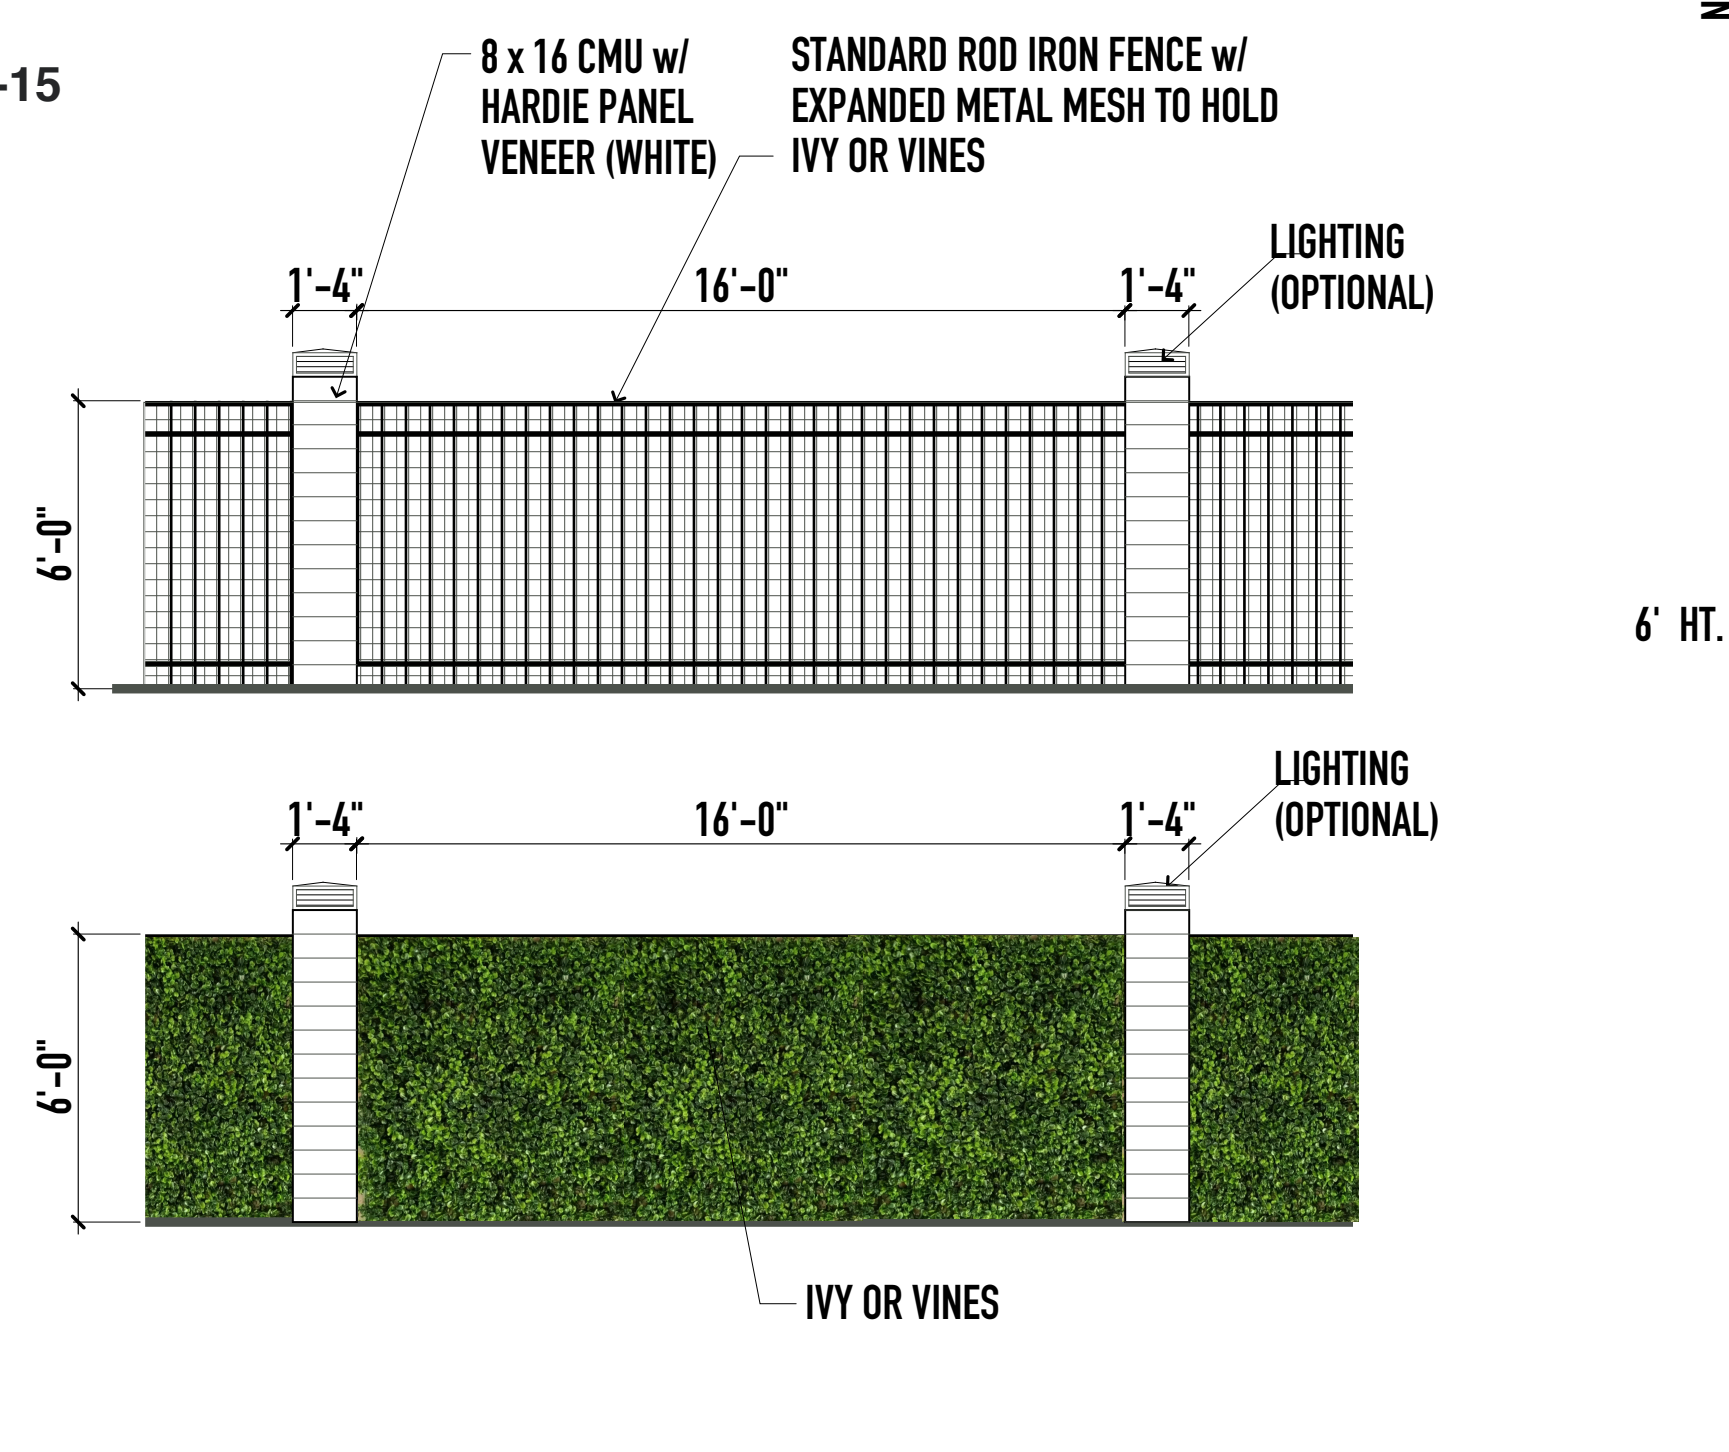 -15
8 x 16 CMU w/
HARDIE PANEL
VENEER (WHITE)
STANDARD ROD IRON FENCE w/
EXPANDED METAL MESH TO HOLD
IVY OR VINES
LIGHTING
(OPTIONAL)
1'-4"
16'-0"
1'-4"
6'-0"
6' HT.
LIGHTING
(OPTIONAL)
1'-4"
16'-0"
1'-4"
6'-0"
IVY OR VINES